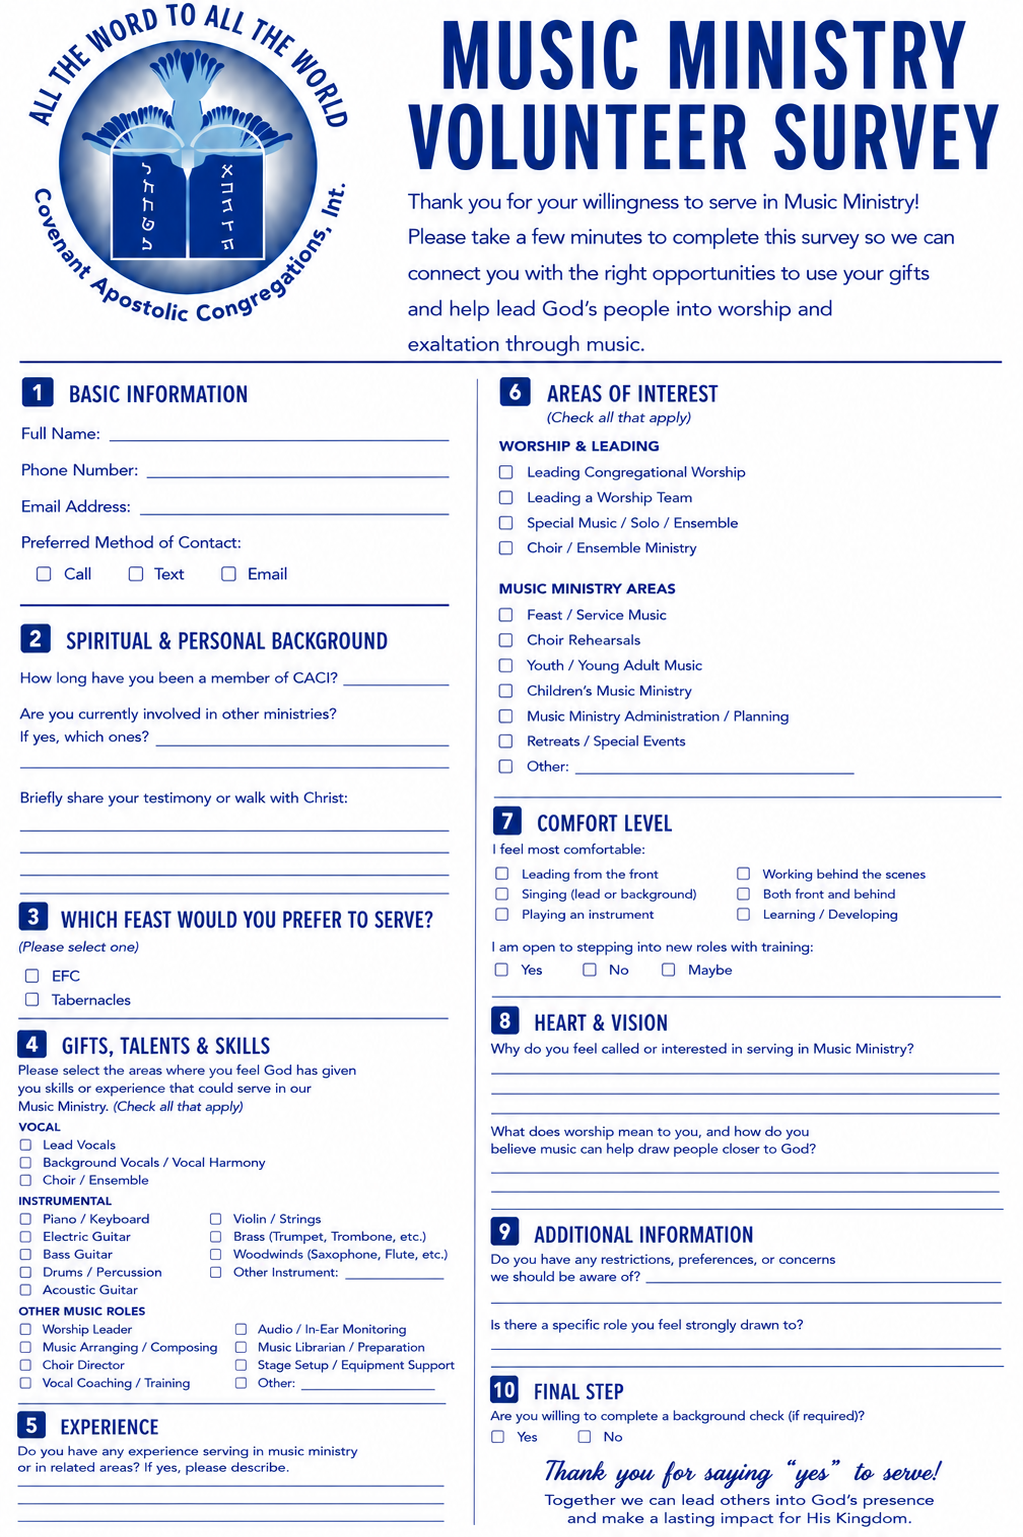 ALL THE WORD TO ALL THE WORLD
Covenant Apostolic Congregations, Int.
MUSIC MINISTRY
VOLUNTEER SURVEY
Thank you for your willingness to serve in Music Ministry!
Please take a few minutes to complete this survey so we can
connect you with the right opportunities to use your gifts
and help lead God's people into worship and
exaltation through music.
1 BASIC INFORMATION
Full Name:
Phone Number:
Email Address:
Preferred Method of Contact:
Call Text Email
2 SPIRITUAL & PERSONAL BACKGROUND
How long have you been a member of CACI?
Are you currently involved in other ministries?
If yes, which ones?
Briefly share your testimony or walk with Christ:
3 WHICH FEAST WOULD YOU PREFER TO SERVE?
(Please select one)
EFC
Tabernacles
4 GIFTS, TALENTS & SKILLS
Please select the areas where you feel God has given
you skills or experience that could serve in our
Music Ministry. (Check all that apply)
VOCAL
Lead Vocals
Background Vocals / Vocal Harmony
Choir / Ensemble
INSTRUMENTAL
Piano / Keyboard
Electric Guitar
Bass Guitar
Drums / Percussion
Acoustic Guitar
Violin / Strings
Brass (Trumpet, Trombone, etc.)
Woodwinds (Saxophone, Flute, etc.)
Other Instrument:
OTHER MUSIC ROLES
Worship Leader
Music Arranging / Composing
Choir Director
Vocal Coaching / Training
Audio / In-Ear Monitoring
Music Librarian / Preparation
Stage Setup / Equipment Support
Other:
5 EXPERIENCE
Do you have any experience serving in music ministry
or in related areas? If yes, please describe.
6 AREAS OF INTEREST
(Check all that apply)
WORSHIP & LEADING
Leading Congregational Worship
Leading a Worship Team
Special Music / Solo / Ensemble
Choir / Ensemble Ministry
MUSIC MINISTRY AREAS
Feast / Service Music
Choir Rehearsals
Youth / Young Adult Music
Children's Music Ministry
Music Ministry Administration / Planning
Retreats / Special Events
Other:
7 COMFORT LEVEL
I feel most comfortable:
Leading from the front
Singing (lead or background)
Playing an instrument
Working behind the scenes
Both front and behind
Learning / Developing
I am open to stepping into new roles with training:
Yes No Maybe
8 HEART & VISION
Why do you feel called or interested in serving in Music Ministry?
What does worship mean to you, and how do you
believe music can help draw people closer to God?
9 ADDITIONAL INFORMATION
Do you have any restrictions, preferences, or concerns
we should be aware of?
Is there a specific role you feel strongly drawn to?
10 FINAL STEP
Are you willing to complete a background check (if required)?
Yes No
Thank you for saying “yes” to serve!
Together we can lead others into God's presence
and make a lasting impact for His Kingdom.